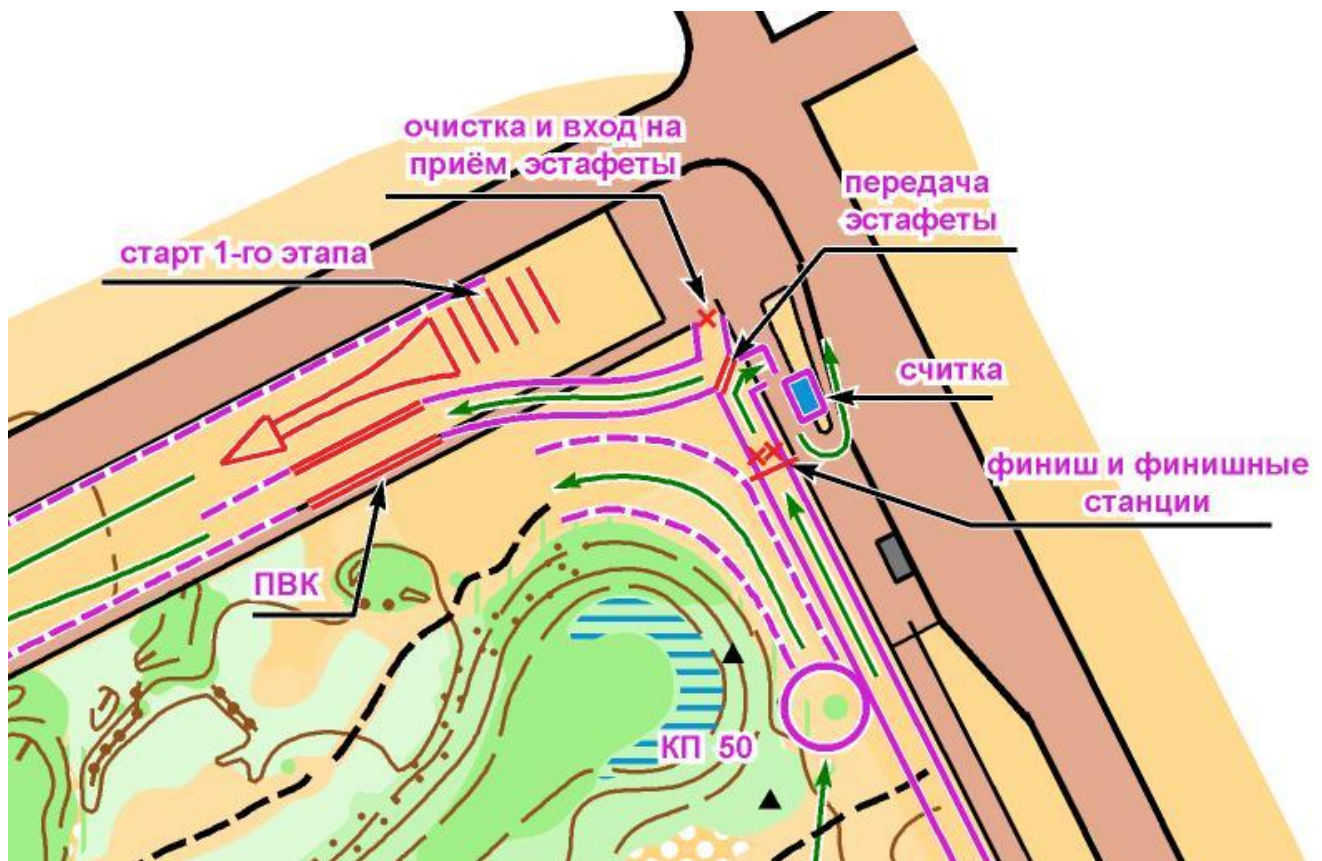 очистка и вход на
приём эстафеты
передача
эстафеты
старт 1-го этапа
считка
финиш и финишные
станции
ПВК
КП 50